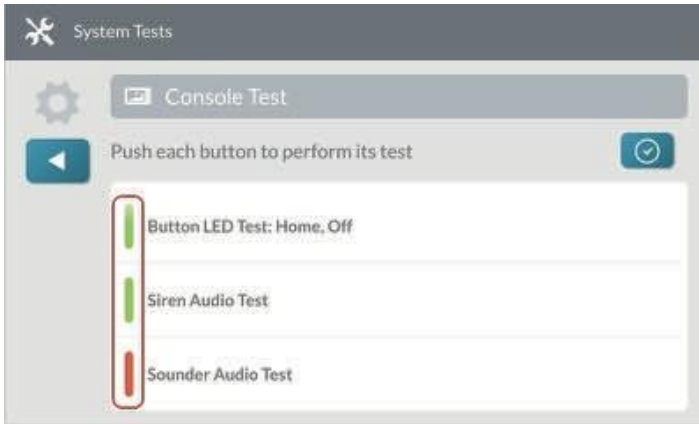 System Tests
Console Test
Push each button to perform its test
Button LED Test: Home, Off
Siren Audio Test
Sounder Audio Test